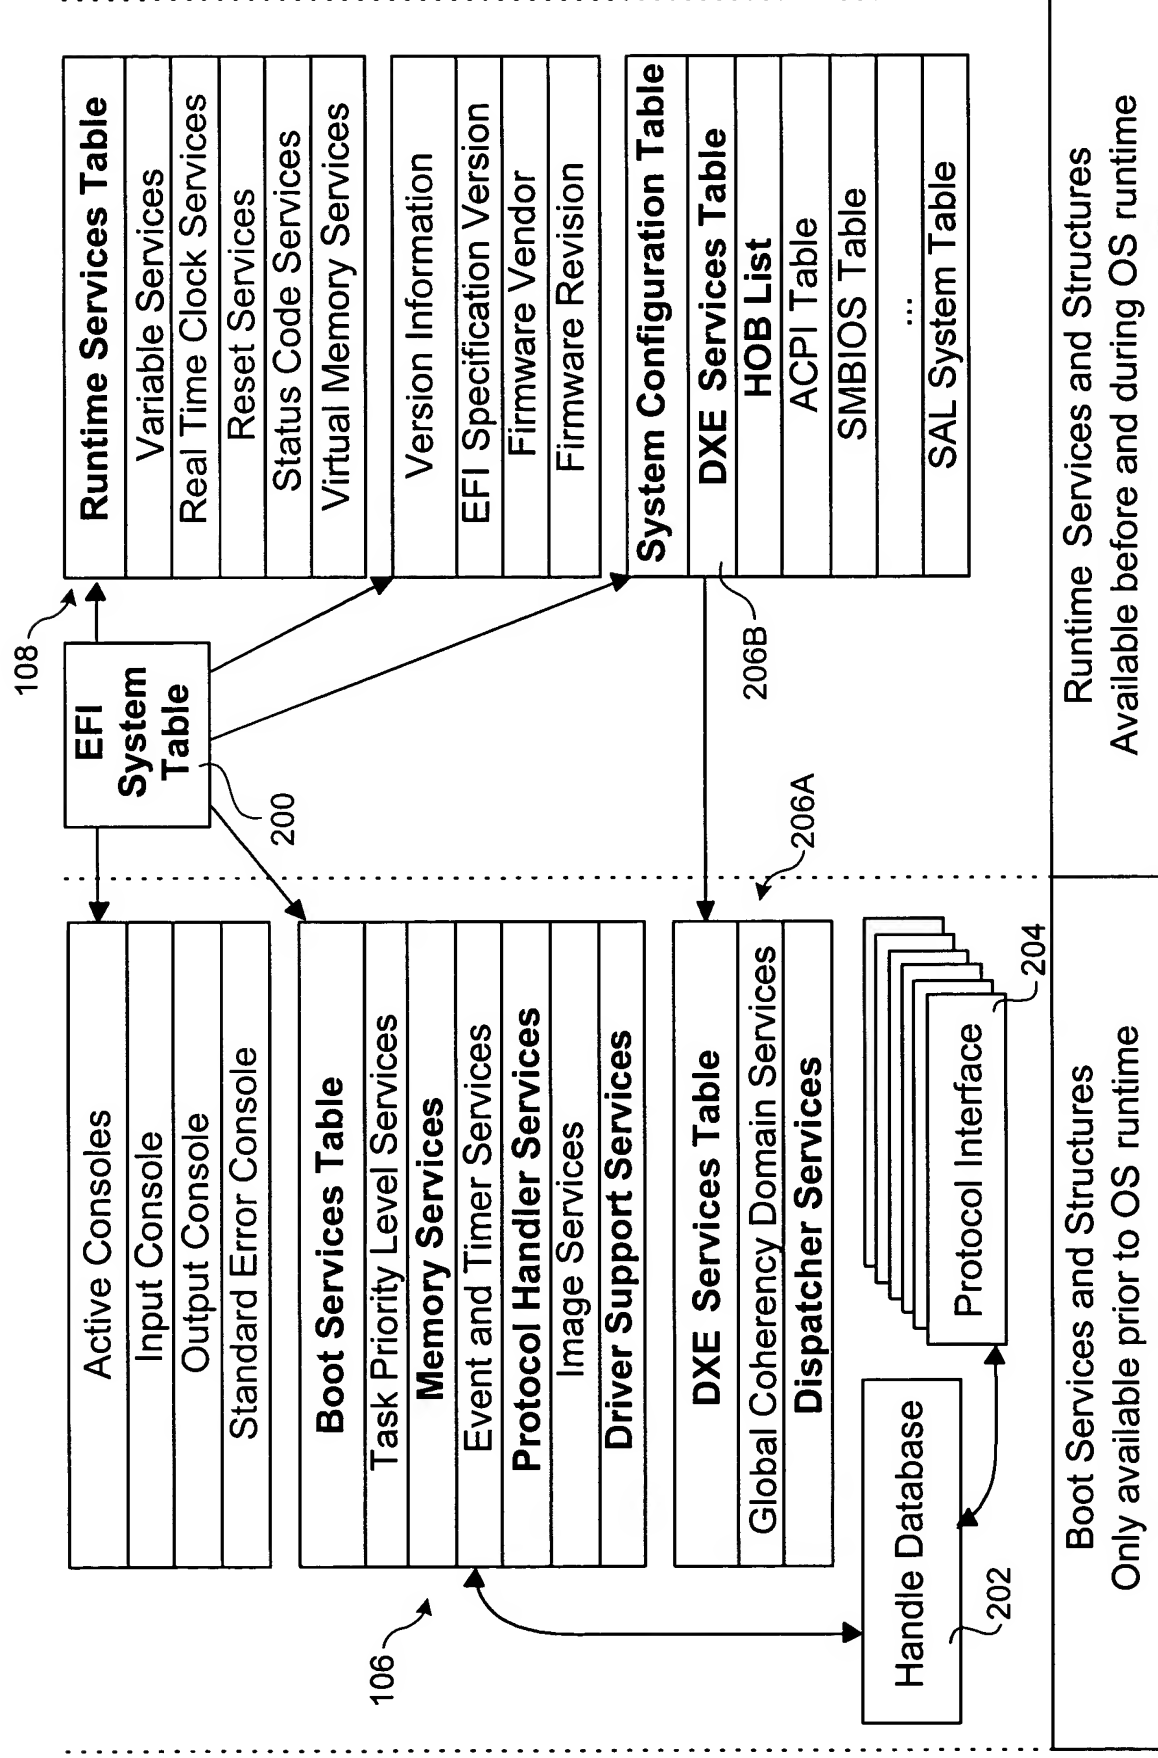 Active Consoles
Input Console
Output Console
Standard Error Console
106
Boot Services Table
Task Priority Level Services
Memory Services
Event and Timer Services
Protocol Handler Services
Image Services
Driver Support Services
DXE Services Table
Global Coherency Domain Services
Dispatcher Services
206A
Handle Database
202
Protocol Interface
204
EFI
System
Table
200
108
Runtime Services Table
Variable Services
Real Time Clock Services
Reset Services
Status Code Services
Virtual Memory Services
Version Information
EFI Specification Version
Firmware Vendor
Firmware Revision
System Configuration Table
DXE Services Table
HOB List
ACPI Table
SMBIOS Table
...
SAL System Table
206B
Boot Services and Structures
Only available prior to OS runtime
Runtime Services and Structures
Available before and during OS runtime